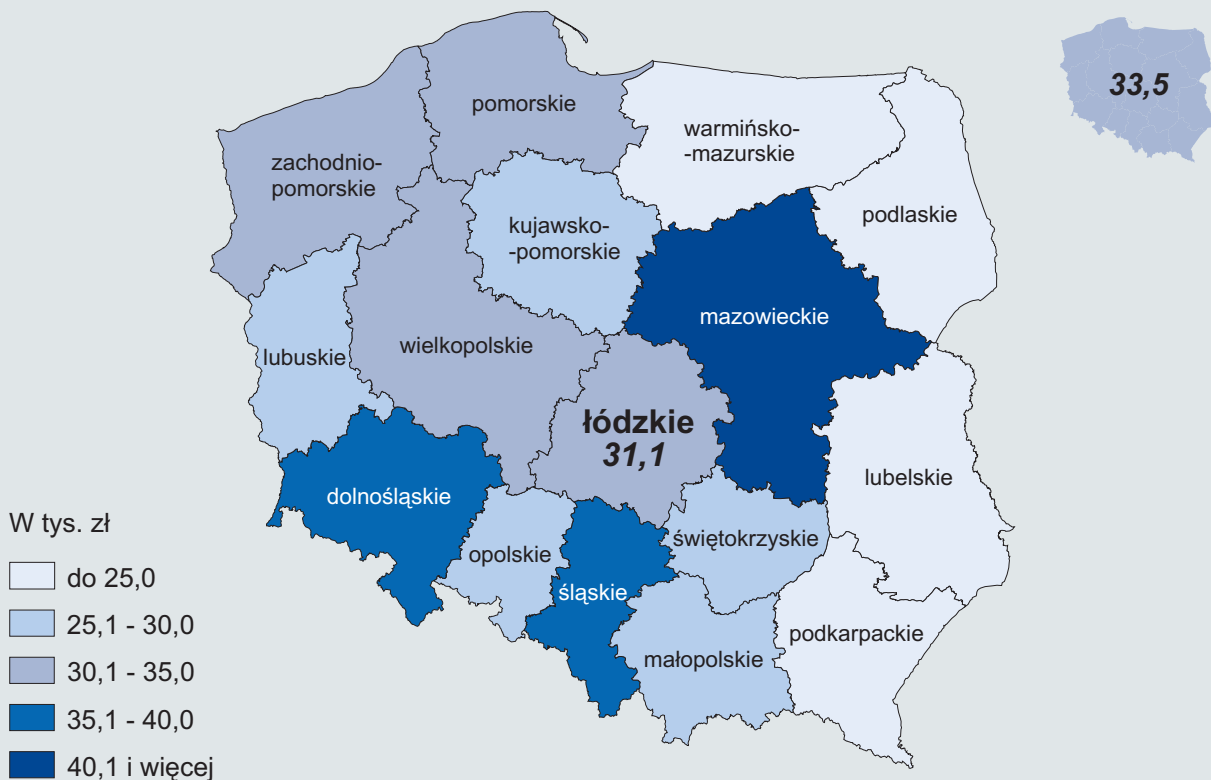 33,5
pomorskie
warmińsko-
-mazurskie
zachodnio-
pomorskie
podlaskie
kujawsko-
-pomorskie
mazowieckie
wielkopolskie
lubuskie
łódzkie
31,1
lubelskie
dolnośląskie
świętokrzyskie
opolskie
śląskie
podkarpackie
małopolskie
W tys. zł
do 25,0
25,1 - 30,0
30,1 - 35,0
35,1 - 40,0
40,1 i więcej